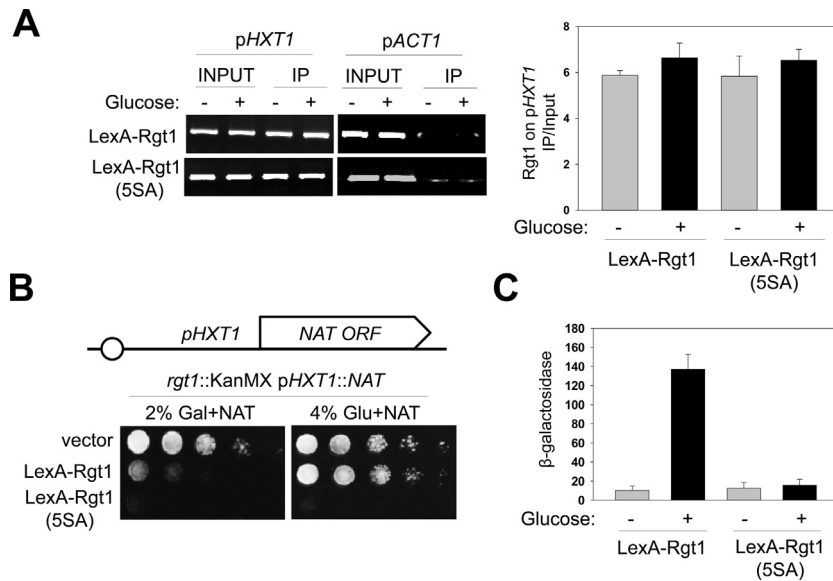 A
pHXT1
pACT1
INPUT IP INPUT IP
Glucose: - + - + - + - +
LexA-Rgt1
LexA-Rgt1
(5SA)
Rgt1 on pHXT1
IP/Input
8
6
4
2
0
Glucose: - + - +
LexA-Rgt1 LexA-Rgt1
(5SA)
B
pHXT1 NAT ORF
rgt1::KanMX pHXT1::NAT
2% Gal+NAT 4% Glu+NAT
vector
LexA-Rgt1
LexA-Rgt1
(5SA)
C
β-galactosidase
180
160
140
120
100
80
60
40
20
0
Glucose: - + - +
LexA-Rgt1 LexA-Rgt1
(5SA)